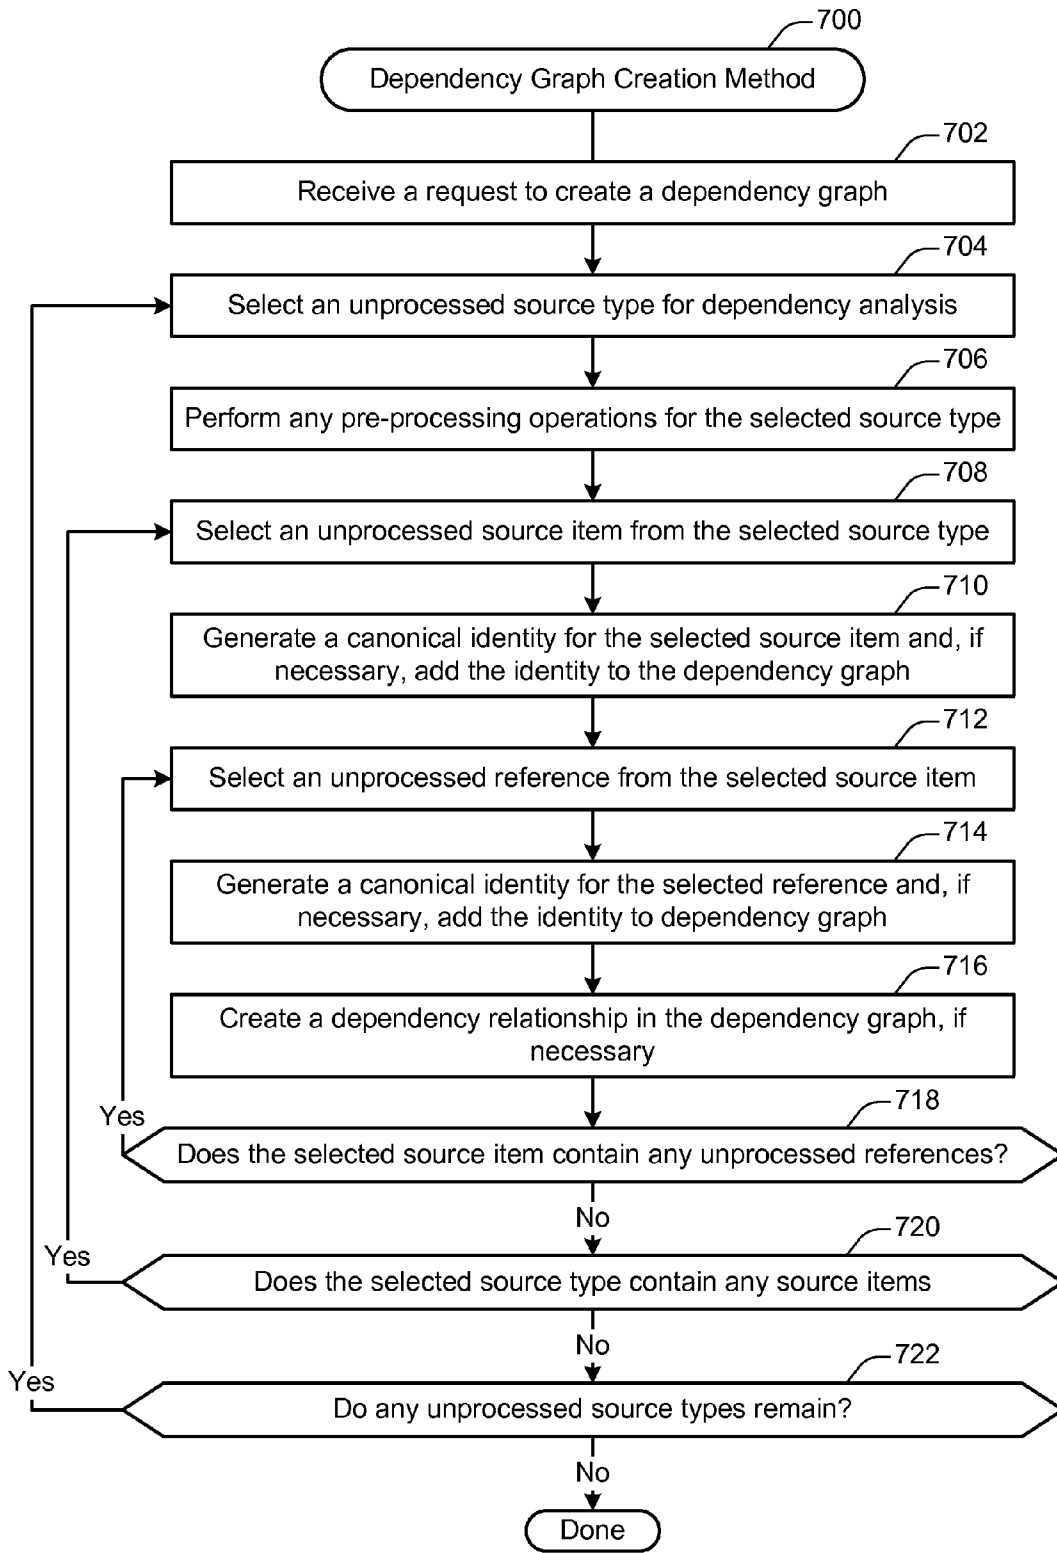 700
Dependency Graph Creation Method
702
Receive a request to create a dependency graph
704
Select an unprocessed source type for dependency analysis
706
Perform any pre-processing operations for the selected source type
708
Select an unprocessed source item from the selected source type
710
Generate a canonical identity for the selected source item and, if
necessary, add the identity to the dependency graph
712
Select an unprocessed reference from the selected source item
714
Generate a canonical identity for the selected reference and, if
necessary, add the identity to dependency graph
716
Create a dependency relationship in the dependency graph, if
necessary
Yes
718
Does the selected source item contain any unprocessed references?
No
720
Yes
Does the selected source type contain any source items
No
722
Yes
Do any unprocessed source types remain?
No
Done